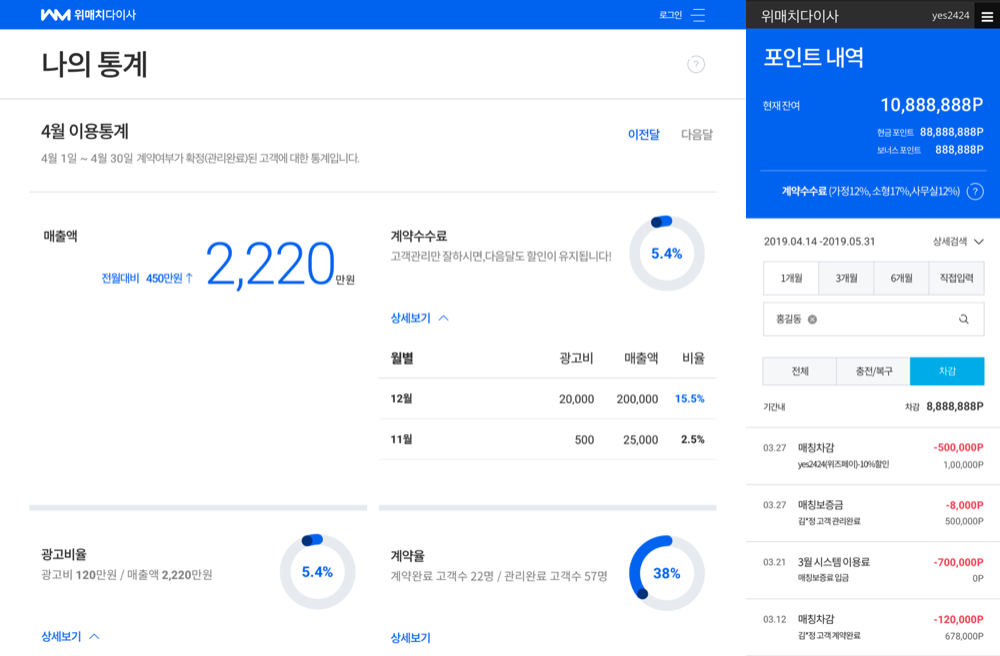 위매치다이사
로그인
나의 통계
?
4월 이용통계
이전달 다음달
4월 1일 ~ 4월 30일 계약여부가 확정(관리완료)된 고객에 대한 통계입니다.
매출액
전월대비 450만원↑ 2,220만원
계약수수료
고객관리만 잘하시면,다음달도 할인이 유지됩니다!
5.4%
상세보기
월별 광고비 매출액 비율
12월 20,000 200,000 15.5%
11월 500 25,000 2.5%
광고비율
광고비 120만원 / 매출액 2,220만원
5.4%
상세보기
계약율
계약완료 고객수 22명 / 관리완료 고객수 57명
38%
상세보기
위매치다이사 yes2424
포인트 내역
현재잔여 10,888,888P
현금포인트 88,888,888P
보너스포인트 888,888P
계약수수료 (가정12%, 소형17%,사무실12%) ?
2019.04.14 -2019.05.31 상세검색
1개월 3개월 6개월 직접입력
홍길동
전체 충전/복구 차감
기간내 차감 8,888,888P
03.27 매칭차감 -500,000P
yes2424(위즈페이)-10%할인 1,00,000P
03.27 매칭보증금 -8,000P
김*정 고객 관리완료 500,000P
03.21 3월 시스템 이용료 -700,000P
매칭보증료 입금 0P
03.12 매칭차감 -120,000P
김*정 고객 계약완료 678,000P